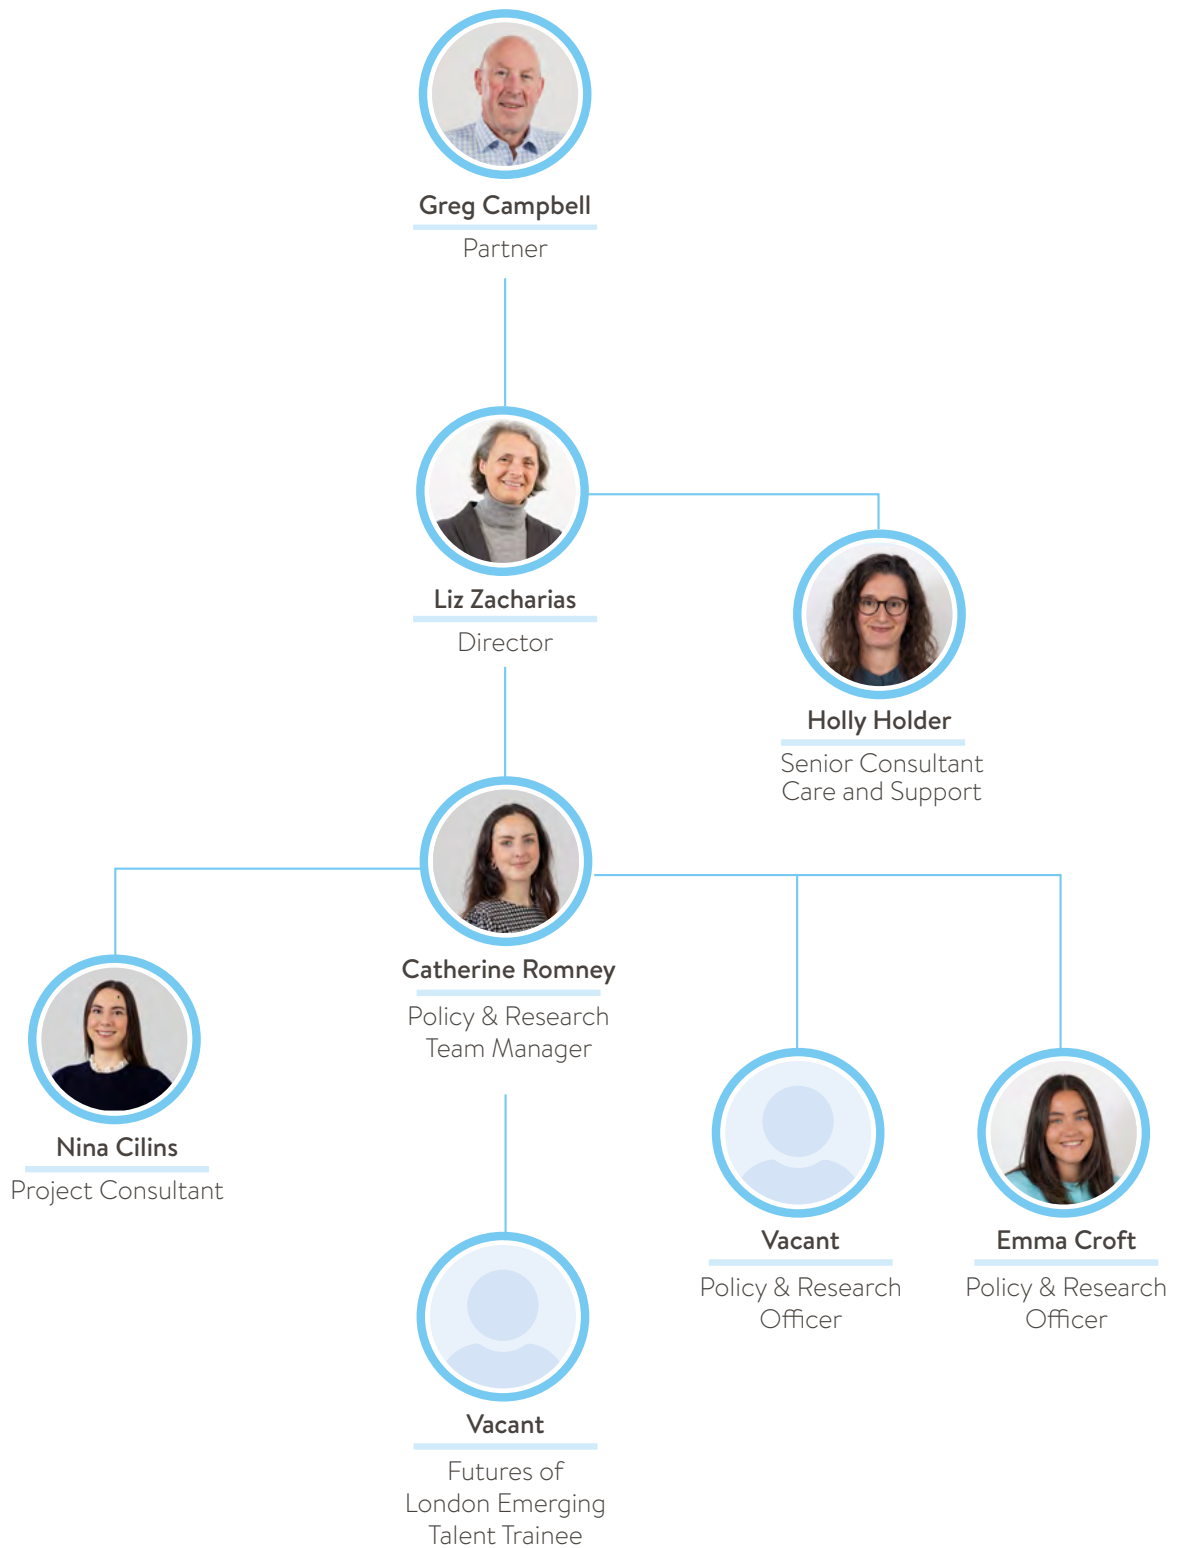 Greg Campbell
Partner
Liz Zacharias
Director
Holly Holder
Senior Consultant
Care and Support
Catherine Romney
Policy & Research
Team Manager
Nina Cilins
Project Consultant
Vacant
Policy & Research
Officer
Emma Croft
Policy & Research
Officer
Vacant
Futures of
London Emerging
Talent Trainee